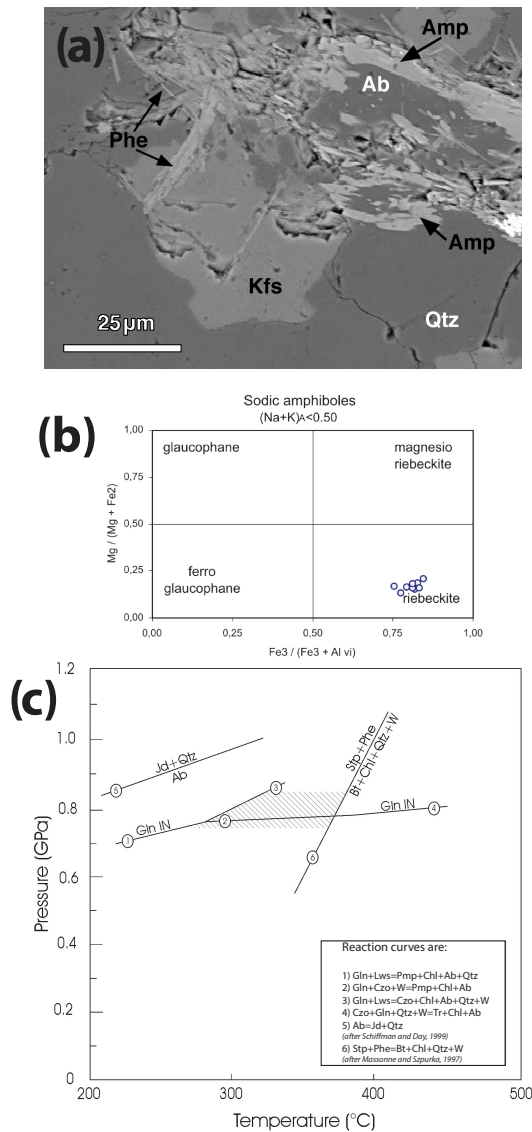 (a)
Amp
Ab
Phe
Amp
Kfs
Qtz
25µm
(b)
Sodic amphiboles
(Na+K)A<0.50
1,00
0,75
0,50
0,25
0,00
Mg / (Mg + Fe2)
glaucophane
magnesio
riebeckite
ferro
glaucophane
riebeckite
0,00
0,25
0,50
0,75
1,00
Fe3 / (Fe3 + Al vi)
(c)
1.2
1.0
0.8
0.6
0.4
0.2
0
Pressure (GPa)
Jd+Qtz
Ab
5
Gln IN
1
2
3
Stp+Phe
Bt+Chl+Qtz+W
Gln IN
4
6
Reaction curves are:
1) Gln+Lws=Pmp+Chl+Ab+Qtz
2) Gln+Czo+W=Pmp+Chl+Ab
3) Gln+Lws=Czo+Chl+Ab+Qtz+W
4) Czo+Gln+Qtz+W=Tr+Chl+Ab
5) Ab=Jd+Qtz
(after Schiffman and Day, 1999)
6) Stp+Phe=Bt+Chl+Qtz+W
(after Massonne and Szpurka, 1997)
200
300
400
500
Temperature (°C)